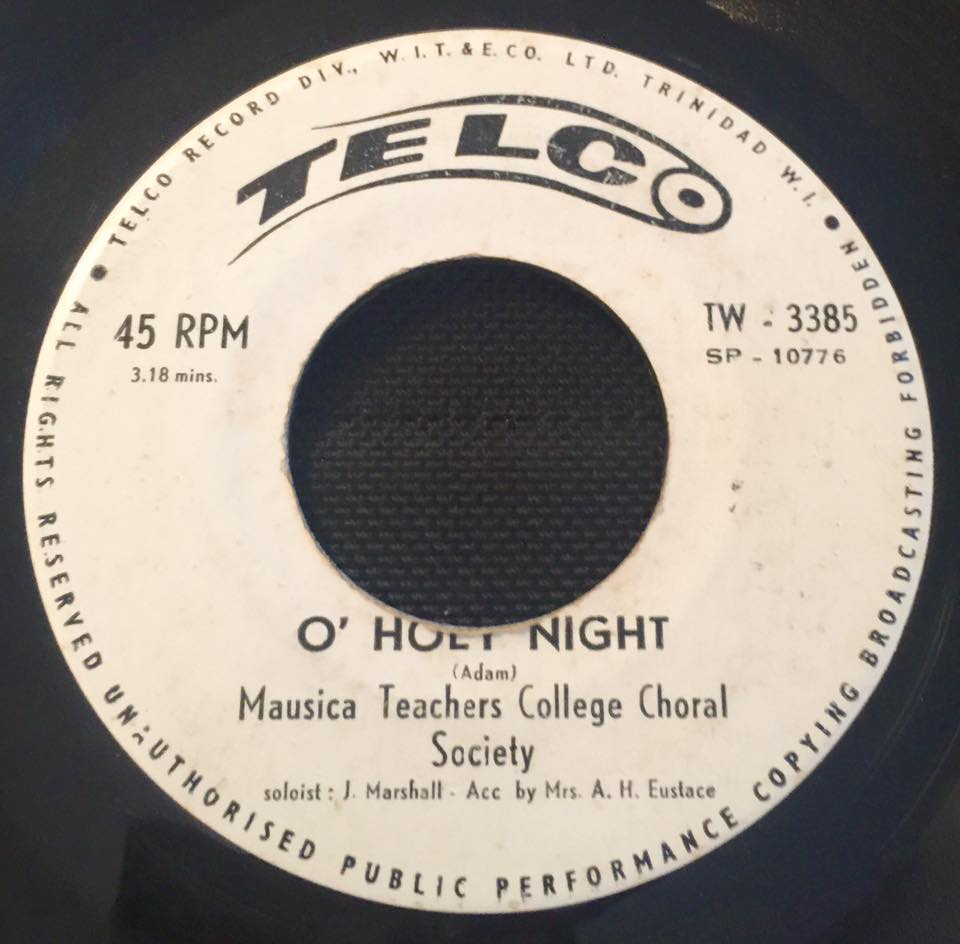 TELCO RECORD DIV., W.I.T. & E. CO. LTD. TRINIDAD W.I.
TELCO
45 RPM
3.18 mins.
TW - 3385
SP - 10776
O' HOLY NIGHT
(Adam)
Mausica Teachers College Choral
Society
soloist : J. Marshall - Acc by Mrs. A. H. Eustace
ALL RIGHTS RESERVED UNAUTHORISED PUBLIC PERFORMANCE COPYING BROADCASTING FORBIDDEN